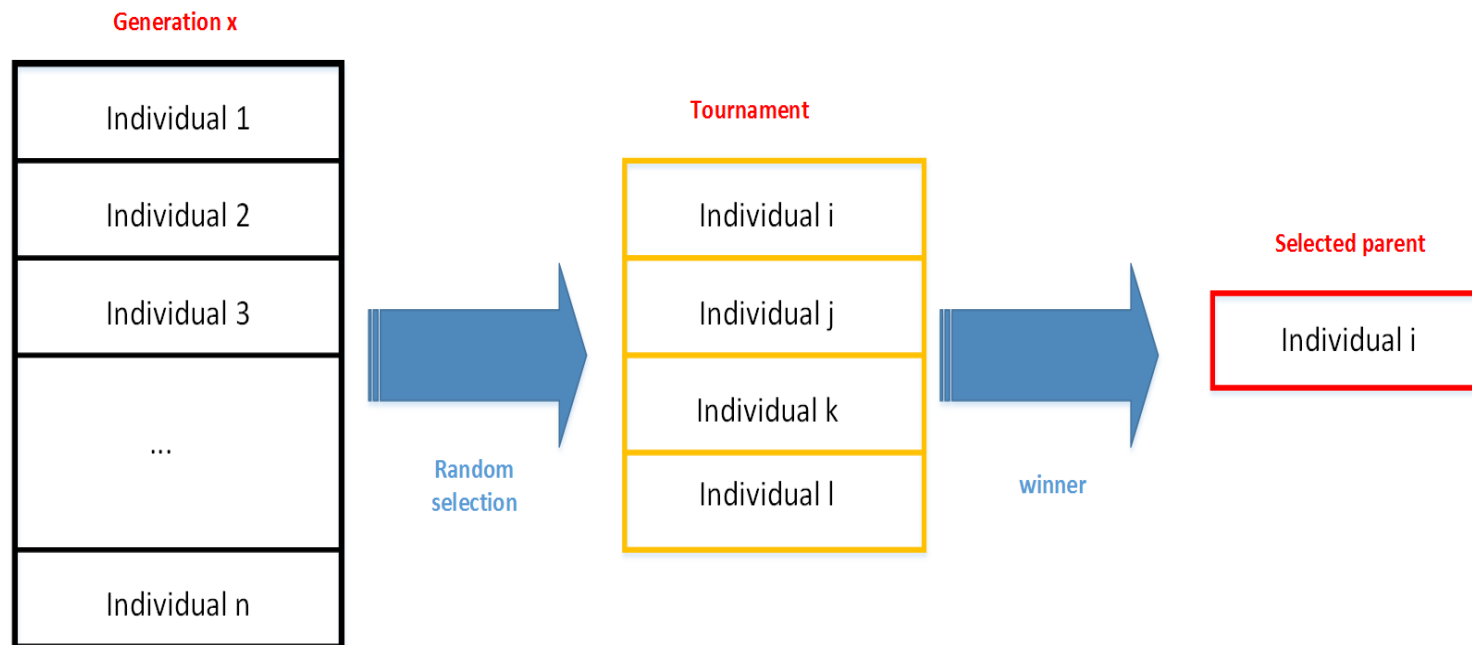 Generation x
Individual 1
Individual 2
Individual 3
...
Individual n
Random
selection
Tournament
Individual i
Individual j
Individual k
Individual l
winner
Selected parent
Individual i